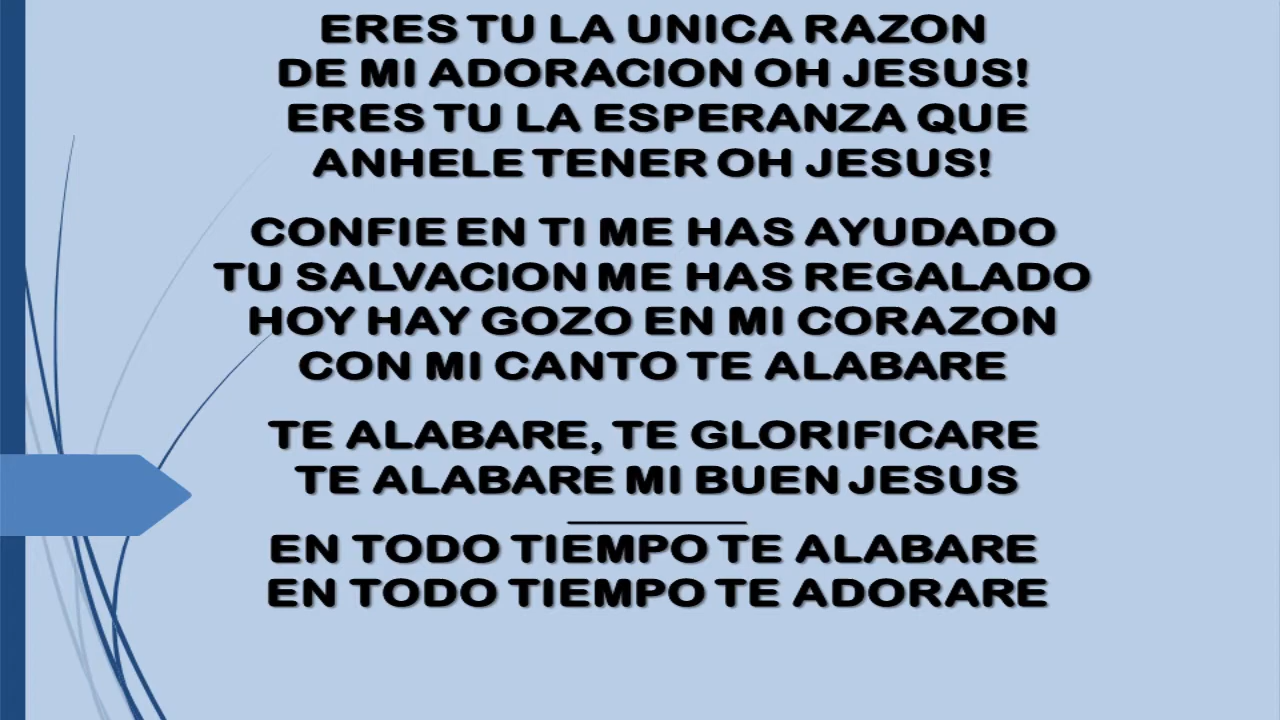 ERES TU LA UNICA RAZON
DE MI ADORACION OH JESUS!
ERES TU LA ESPERANZA QUE
ANHELE TENER OH JESUS!
CONFIE EN TI ME HAS AYUDADO
TU SALVACION ME HAS REGALADO
HOY HAY GOZO EN MI CORAZON
CON MI CANTO TE ALABARE
TE ALABARE, TE GLORIFICARE
TE ALABARE MI BUEN JESUS
EN TODO TIEMPO TE ALABARE
EN TODO TIEMPO TE ADORARE